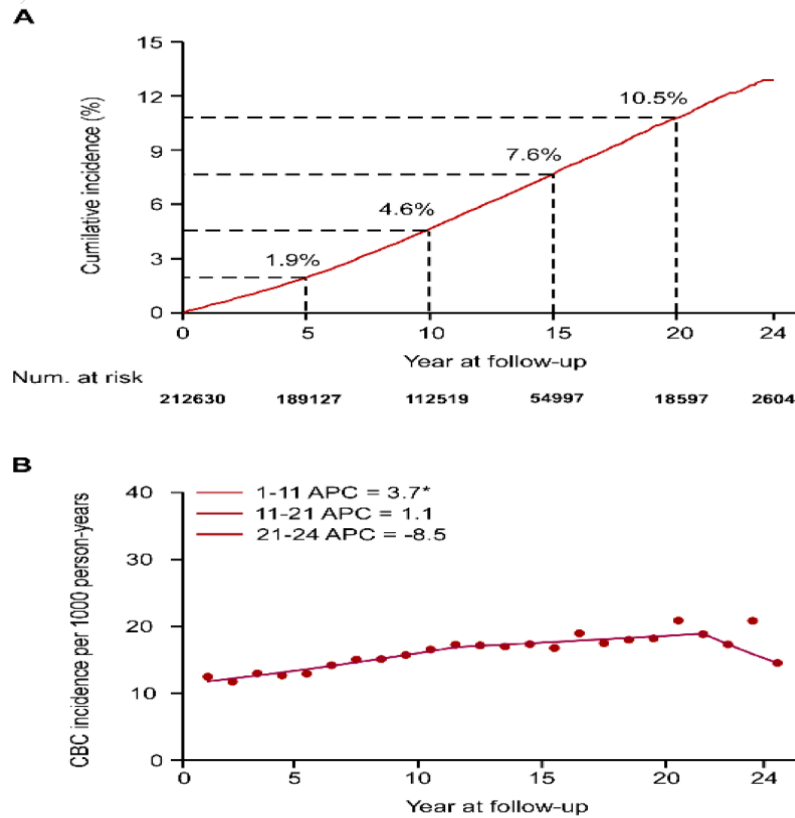 A
Cumilative incidence (%)
15
12
9
6
3
0
1.9%
4.6%
7.6%
10.5%
0 5 10 15 20 24
Year at follow-up
Num. at risk
212630 189127 112519 54997 18597 2604
B
CBC incidence per 1000 person-years
40
30
20
10
0
1-11 APC = 3.7*
11-21 APC = 1.1
21-24 APC = -8.5
0 5 10 15 20 24
Year at follow-up